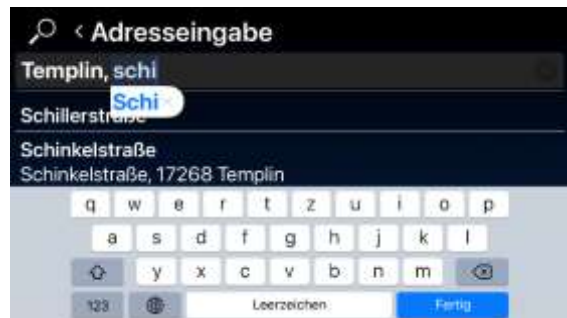 < Adresseingabe
Templin, schi
Schi ×
Schillerstraße
Schinkelstraße
Schinkelstraße, 17268 Templin
q w e r t z u i o p
a s d f g h j k l
y x c v b n m
123 Leerzeichen Fertig